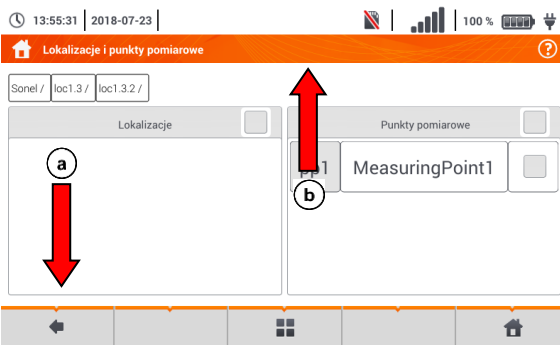 13:55:31 2018-07-23 100 %
Lokalizacje i punkty pomiarowe ?
Sonel / loc1.3 / loc1.3.2 /
Lokalizacje Punkty pomiarowe
a
pp1 MeasuringPoint1
b